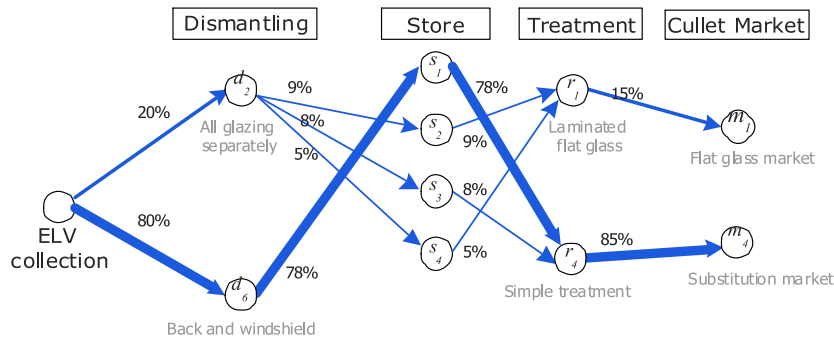 Dismantling
Store
Treatment
Cullet Market
d2
s1
r1
m1
20%
9%
8%
5%
78%
15%
All glazing
separately
s2
9%
Laminated
flat glass
Flat glass market
80%
s3
8%
ELV
collection
78%
s4
5%
r4
85%
m4
d6
Simple treatment
Substitution market
Back and windshield